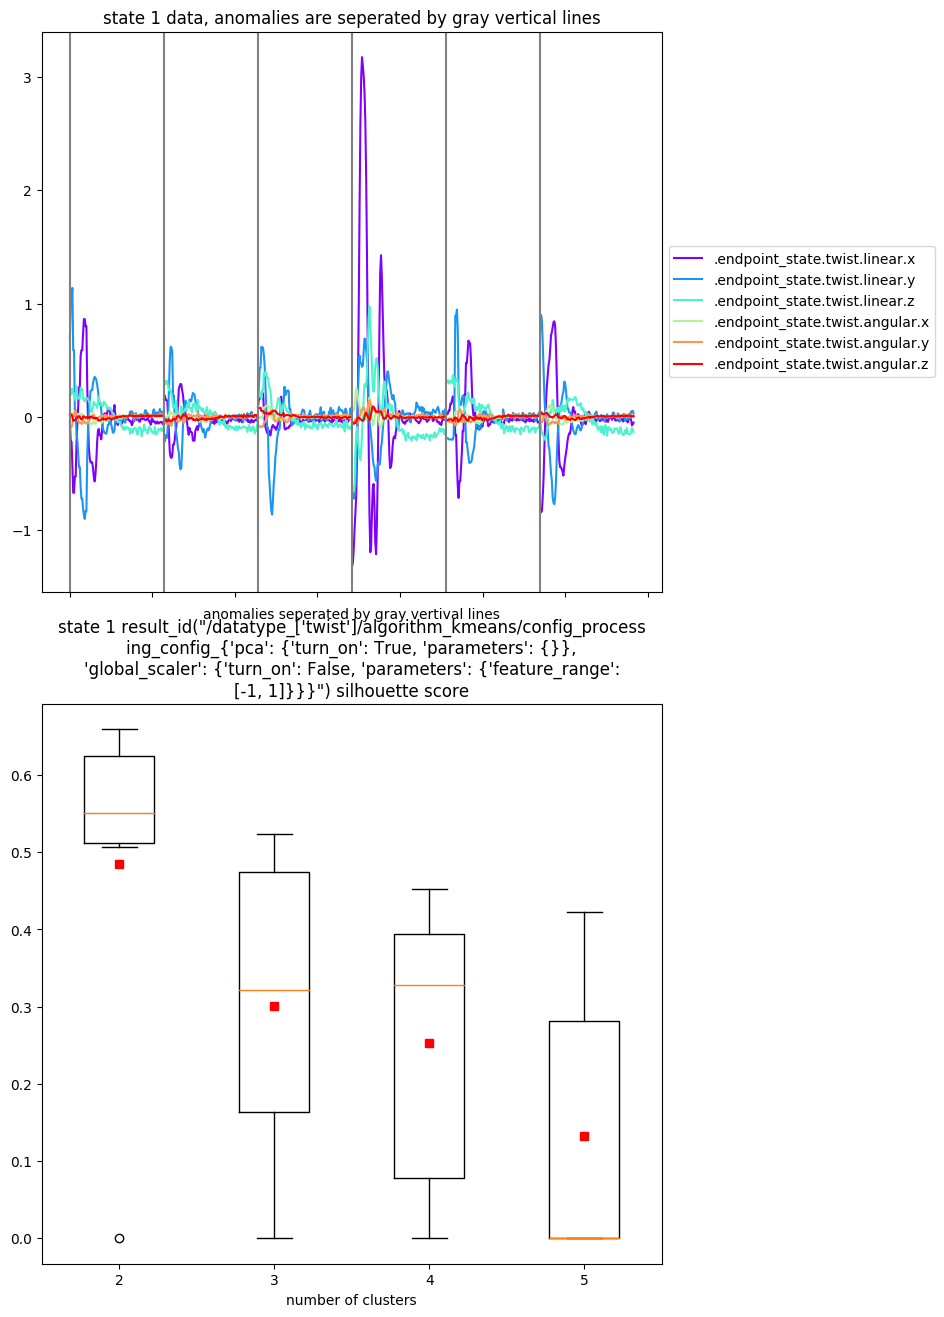 state 1 data, anomalies are seperated by gray vertical lines
3
2
1
0
−1
.endpoint_state.twist.linear.x
.endpoint_state.twist.linear.y
.endpoint_state.twist.linear.z
.endpoint_state.twist.angular.x
.endpoint_state.twist.angular.y
.endpoint_state.twist.angular.z
anomalies seperated by gray vertival lines
state 1 result_id("/datatype_['twist']/algorithm_kmeans/config_process
ing_config_{'pca': {'turn_on': True, 'parameters': {}},
'global_scaler': {'turn_on': False, 'parameters': {'feature_range':
[-1, 1]}}}") silhouette score
0.6
0.5
0.4
0.3
0.2
0.1
0.0
2
3
4
5
number of clusters